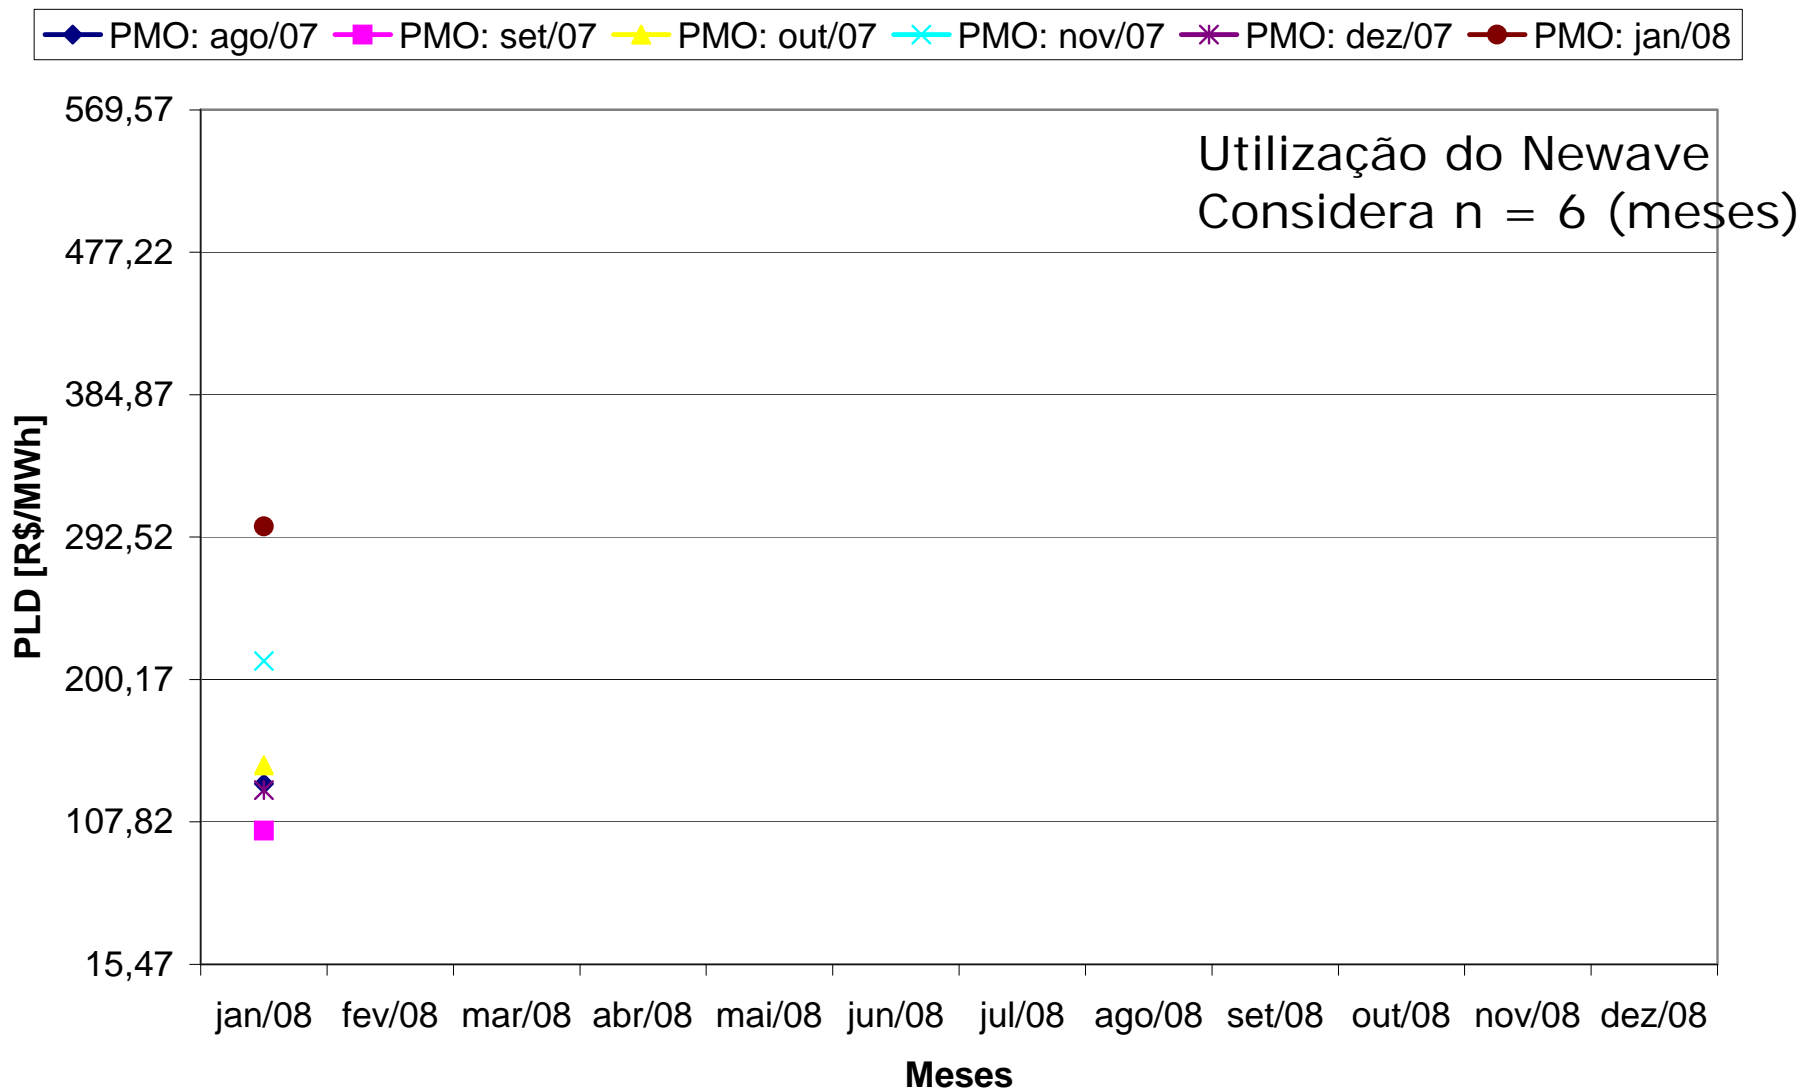 PMO: ago/07 PMO: set/07 PMO: out/07 PMO: nov/07 PMO: dez/07 PMO: jan/08
Utilização do Newave
Considera n = 6 (meses)
569,57
477,22
384,87
292,52
200,17
107,82
15,47
PLD [R$/MWh]
jan/08 fev/08 mar/08 abr/08 mai/08 jun/08 jul/08 ago/08 set/08 out/08 nov/08 dez/08
Meses